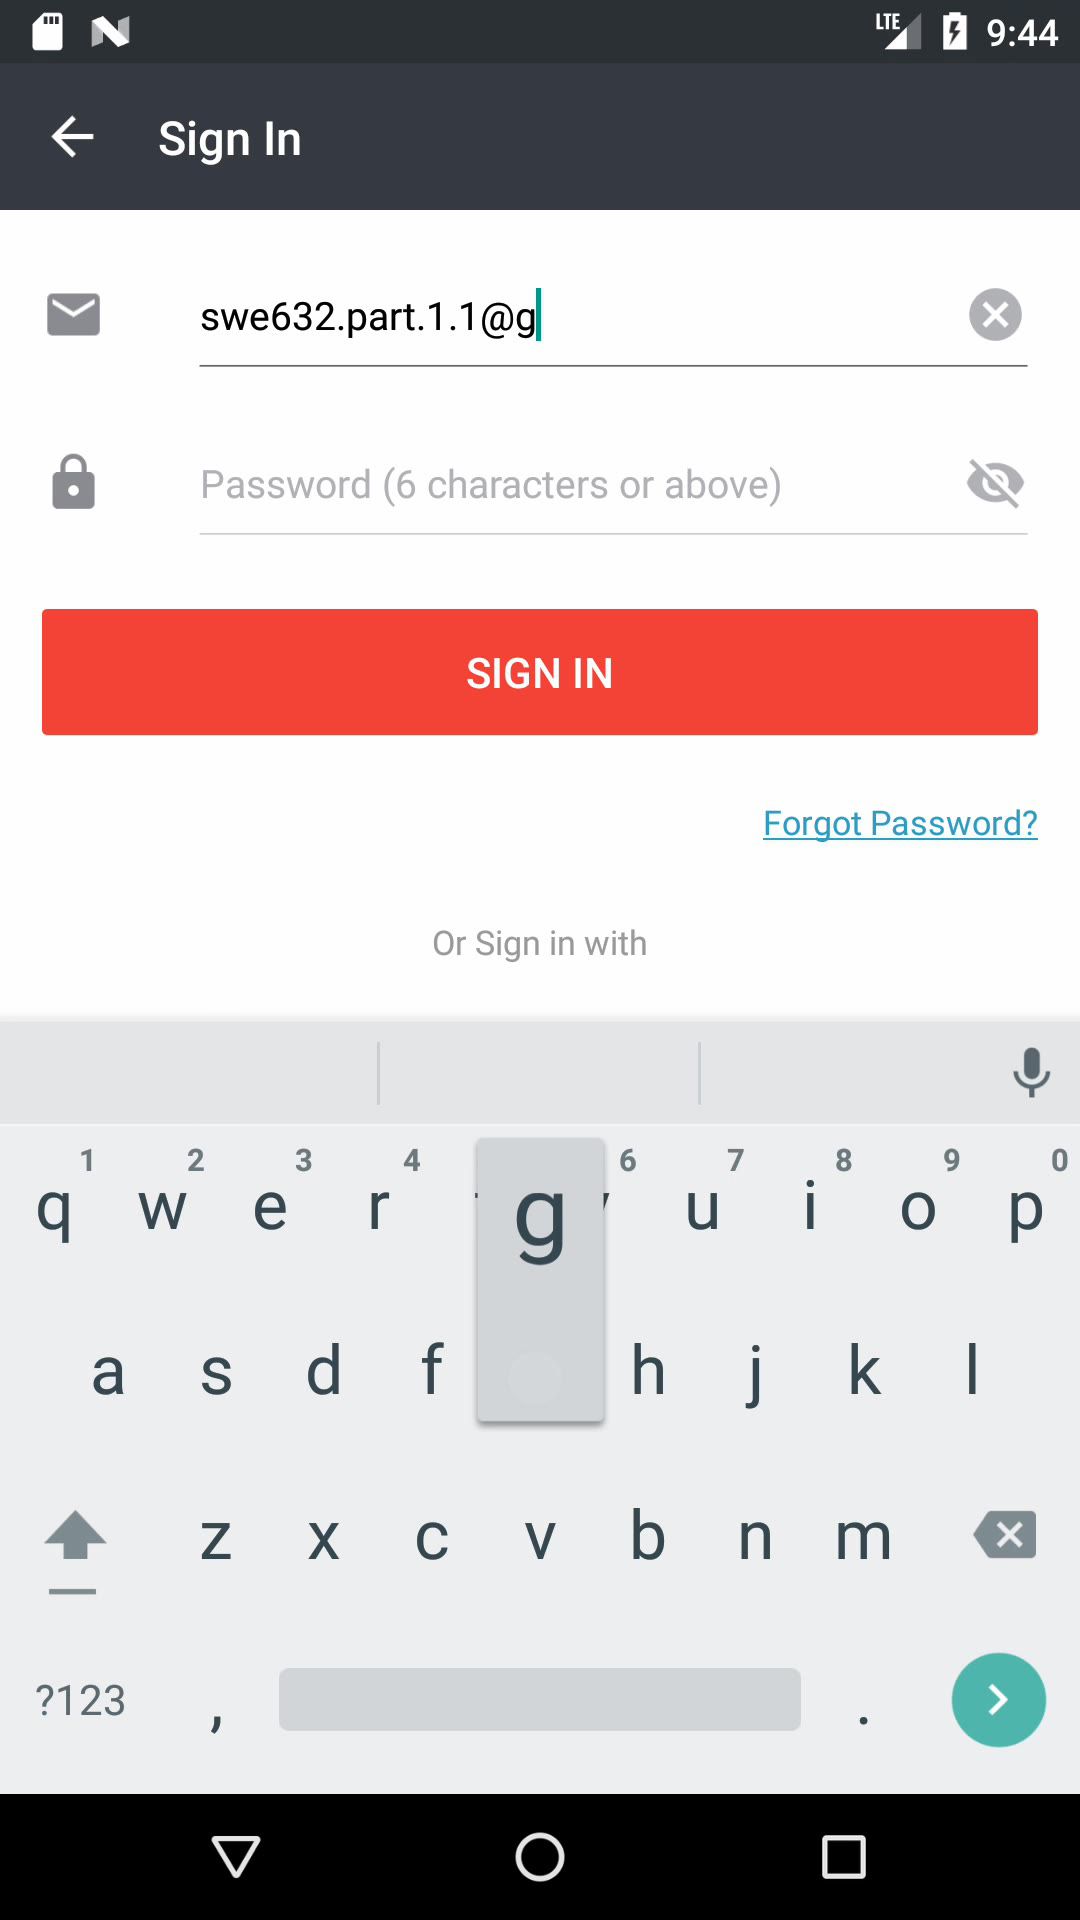 LTE 9:44
Sign In
swe632.part.1.1@g
Password (6 characters or above)
SIGN IN
Forgot Password?
Or Sign in with
1 2 3 4 6 7 8 9 0
q w e r g u i o p
a s d f h j k l
z x c v b n m
?123 , .